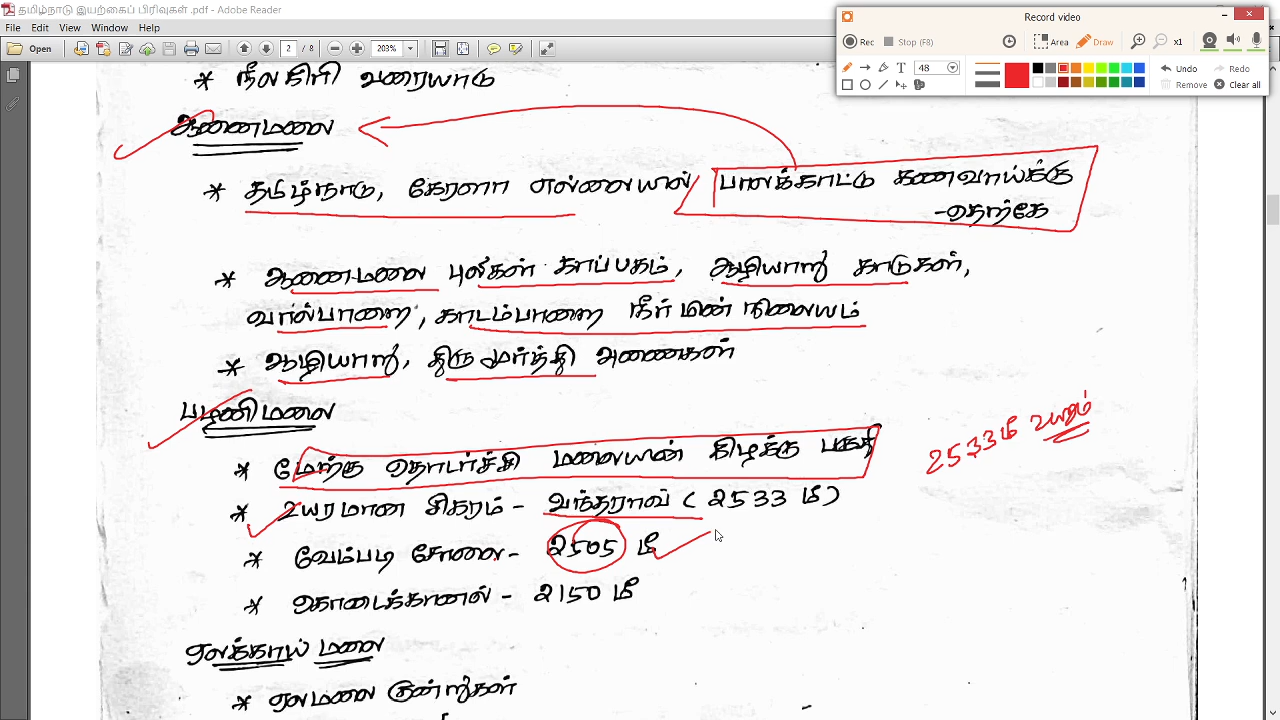 தமிழ்நாடு இயற்கைப் பிரிவுகள் .pdf - Adobe Reader
File Edit View Document Tools Window Help
Open 2 / 8 203%
Record video
Rec Stop (F8) Area Draw x1
T 48 Undo Redo
Remove Clear all
* நீலகிரி வரையாடு
ஆனைமலை
* தமிழ்நாடு, கேரளா எல்லையில் பாலக்காட்டு கணவாய்க்கு
-தெற்கே
* ஆனைமலை புலிகள் காப்பகம், ஆழியாறு காடுகள்,
வால்பாறை, காடம்பாறை நீர் மின் நிலையம்
* ஆழியாறு, திருமூர்த்தி அணைகள்
பழனிமலை
* மேற்கு தொடர்ச்சி மலையின் கிழக்கு பகுதி
2533மீ உயரம்
* உயரமான சிகரம் - வந்தராவ் (2533 மீ)
* வேம்படி சோலை - 2505 மீ
* கொடைக்கானல் - 2150 மீ
ஏலக்காய் மலை
* ஏலமலை குன்றுகள்